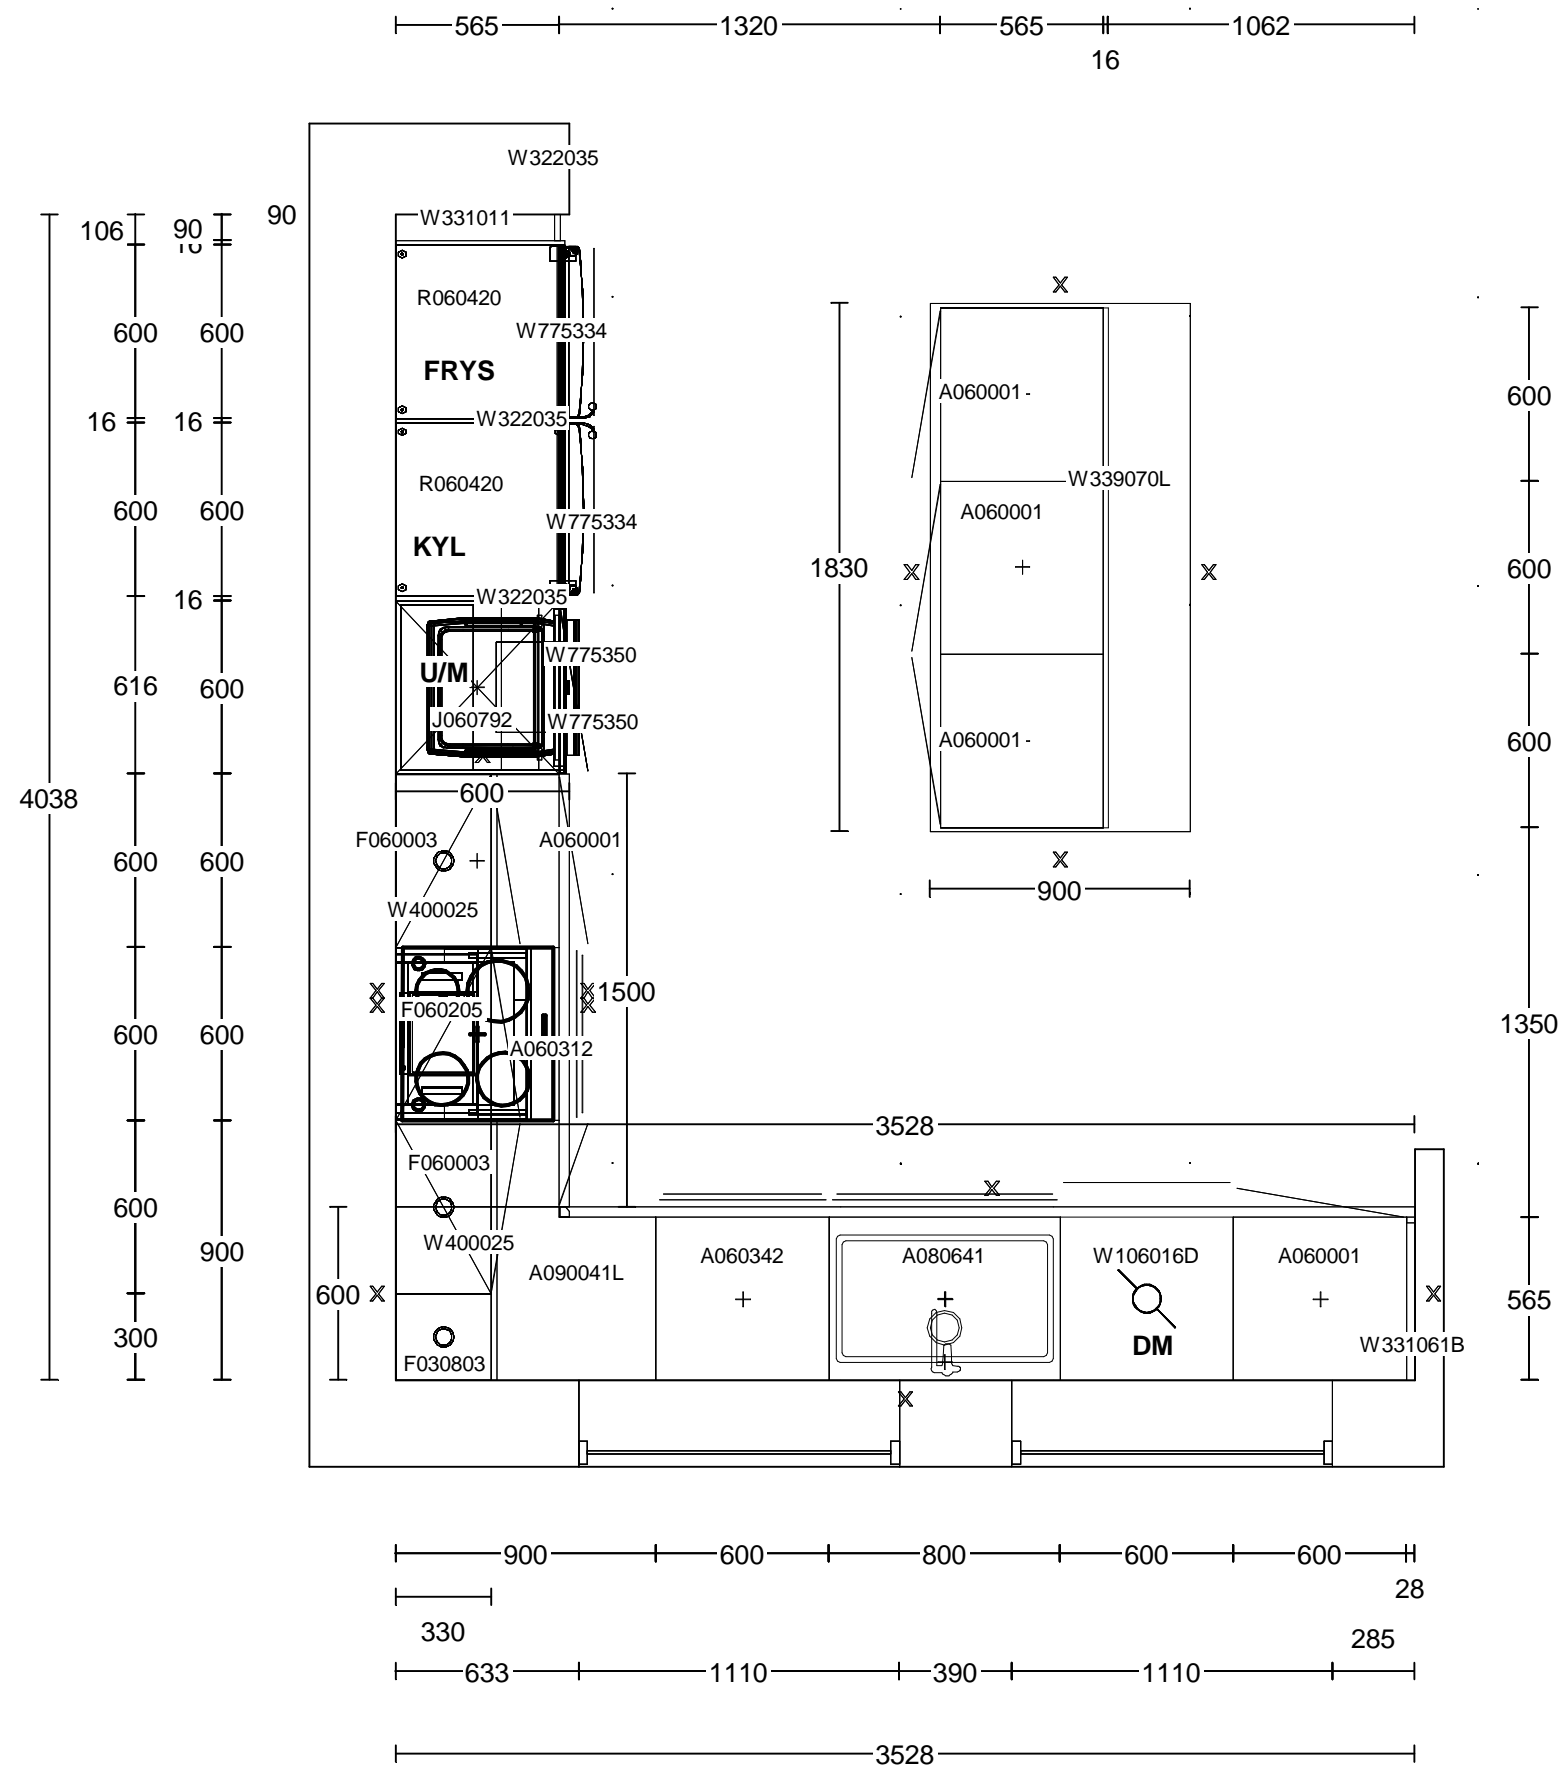 565 1320 565 1062
16
W322035
90
106 90
W331011
16
R060420
W775334
600 600
FRYS
A060001
600
16 16
W322035
W339070L
R060420
A060001
600 600
W775334
KYL
1830
600
16
W322035
W775350
U/M
616 600
J060792
W775350
A060001
600
4038
600
F060003
A060001
600 600
900
W400025
1500
F060205
1350
600 600
A060312
3528
F060003
600
W400025
900
A090041L
A060342
A080641
W106016D
A060001
600
565
300
F030803
DM
W331061B
900 600 800 600 600
28
330
285
633 1110 390 1110
3528